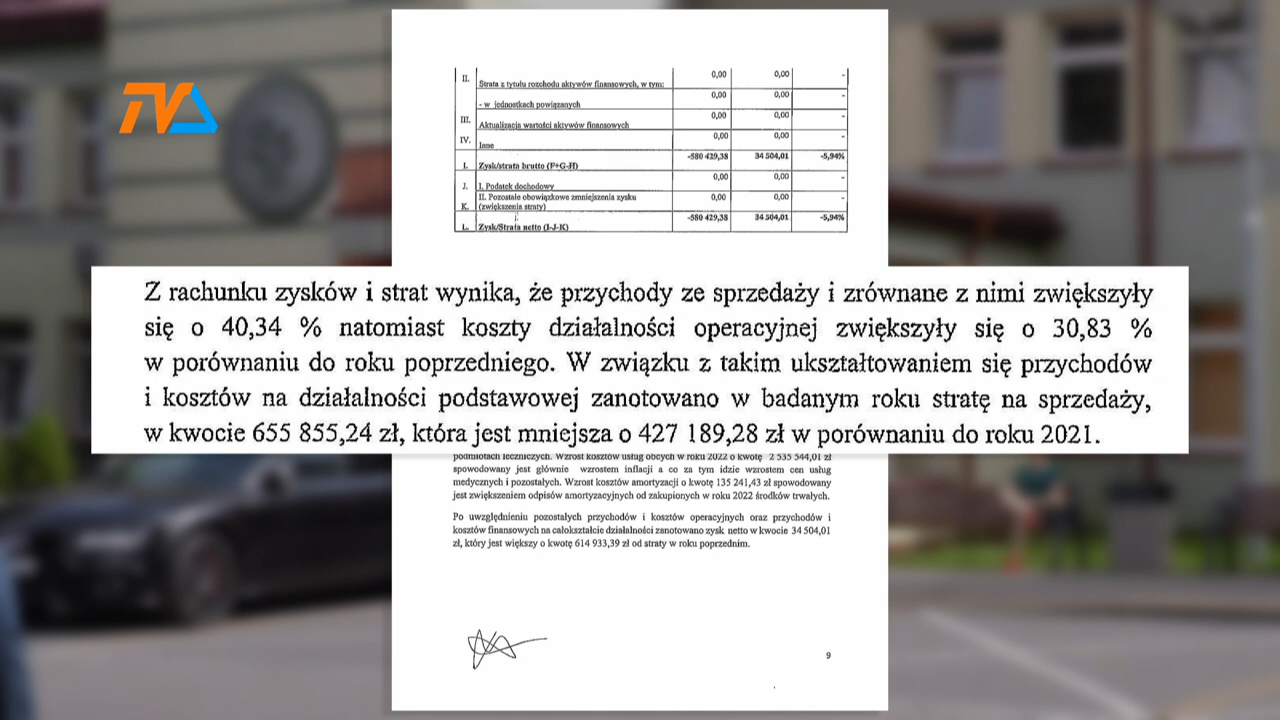 TVA
0,00 0,00 -
II. Strata z tytułu rozchodu aktywów finansowych, w tym:
0,00 0,00 -
- w jednostkach powiązanych
0,00 0,00 -
III. Aktualizacja wartości aktywów finansowych
0,00 0,00 -
IV. Inne
-580 429,38 34 504,01 -5,94%
I. Zysk/strata brutto (F+G-H)
0,00 0,00 -
J. I. Podatek dochodowy
II. Pozostałe obowiązkowe zmniejszenia zysku 0,00 0,00 -
K. (zwiększenia straty)
-580 429,38 34 504,01 -5,94%
L. Zysk/Strata netto (I-J-K)
Z rachunku zysków i strat wynika, że przychody ze sprzedaży i zrównane z nimi zwiększyły
się o 40,34 % natomiast koszty działalności operacyjnej zwiększyły się o 30,83 %
w porównaniu do roku poprzedniego. W związku z takim ukształtowaniem się przychodów
i kosztów na działalności podstawowej zanotowano w badanym roku stratę na sprzedaży,
w kwocie 655 855,24 zł, która jest mniejsza o 427 189,28 zł w porównaniu do roku 2021.
podmiotach leczniczych. Wzrost kosztów usług obcych w roku 2022 o kwotę 2 535 544,01 zł
spowodowany jest głównie wzrostem inflacji a co za tym idzie wzrostem cen usług
medycznych i pozostałych. Wzrost kosztów amortyzacji o kwotę 135 241,43 zł spowodowany
jest zwiększeniem odpisów amortyzacyjnych od zakupionych w roku 2022 środków trwałych.
Po uwzględnieniu pozostałych przychodów i kosztów operacyjnych oraz przychodów i
kosztów finansowych na całokształcie działalności zanotowano zysk netto w kwocie 34 504,01
zł, który jest większy o kwotę 614 933,39 zł od straty w roku poprzednim.
9